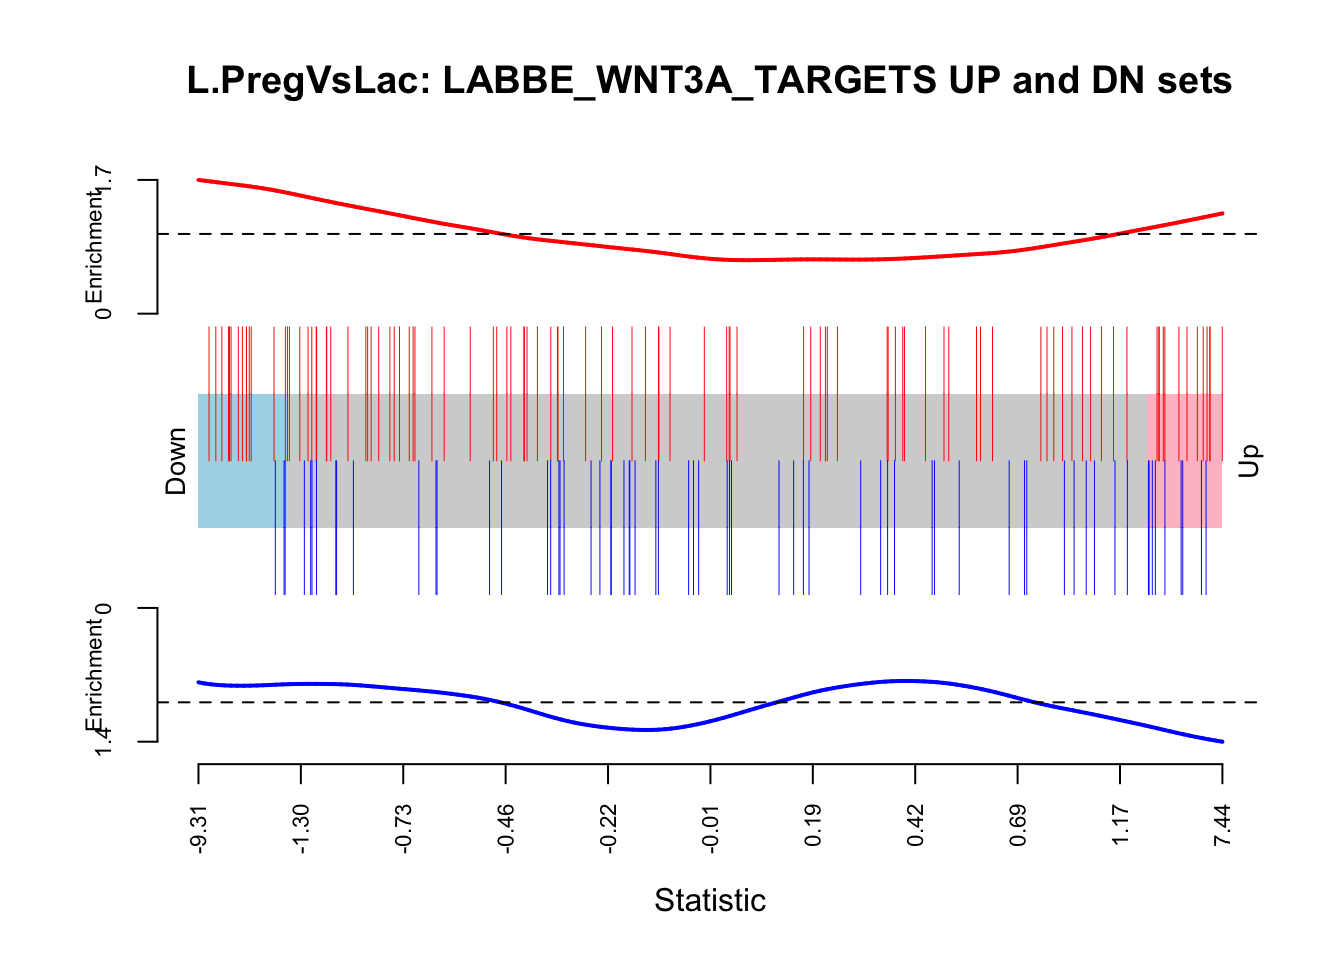 L.PregVsLac: LABBE_WNT3A_TARGETS UP and DN sets
1.7
Enrichment
0
Down
Up
0
Enrichment
1.4
-9.31
-1.30
-0.73
-0.46
-0.22
-0.01
0.19
0.42
0.69
1.17
7.44
Statistic